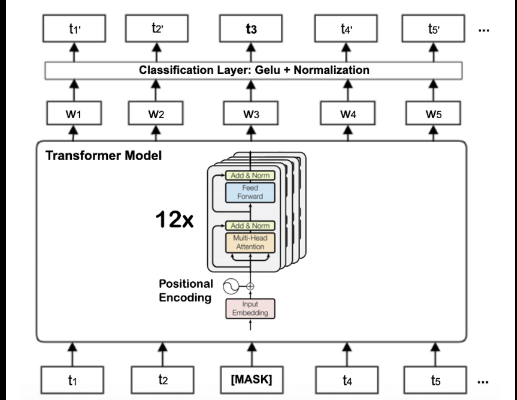 t1' t2' t3 t4' t5' ...
Classification Layer: Gelu + Normalization
W1 W2 W3 W4 W5
Transformer Model
12x
Add & Norm
Feed
Forward
Add & Norm
Multi-Head
Attention
Positional
Encoding
Input
Embedding
t1 t2 [MASK] t4 t5 ...